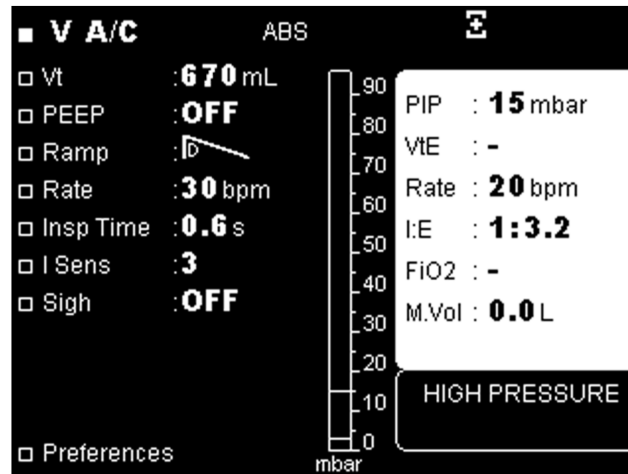 V A/C ABS
Vt :670 mL
PEEP :OFF
Ramp : D
Rate :30 bpm
Insp Time :0.6 s
I Sens :3
Sigh :OFF
Preferences
90
80
70
60
50
40
30
20
10
0
mbar
PIP : 15 mbar
VtE : -
Rate : 20 bpm
I:E : 1:3.2
FiO2 : -
M.Vol : 0.0 L
HIGH PRESSURE